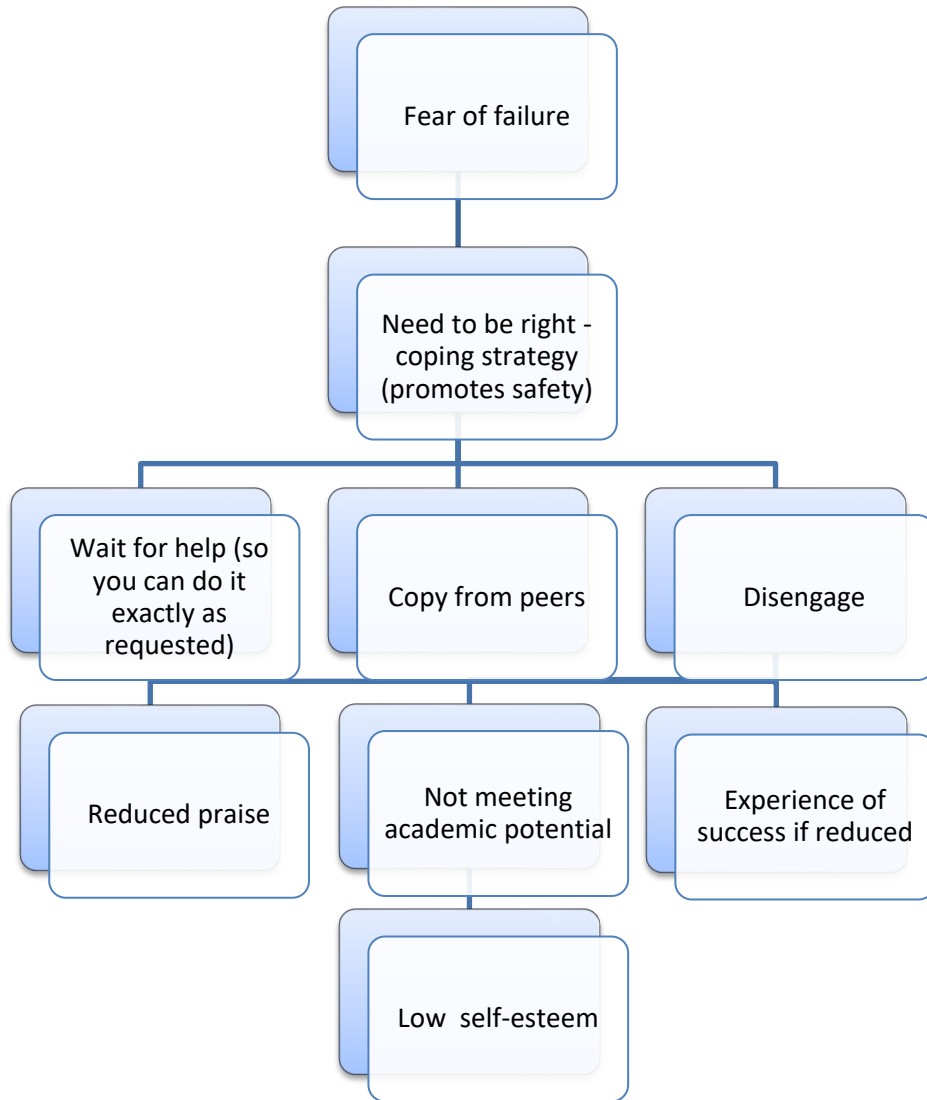 Fear of failure
Need to be right -
coping strategy
(promotes safety)
Wait for help (so
you can do it
exactly as
requested)
Copy from peers
Disengage
Reduced praise
Not meeting
academic potential
Experience of
success if reduced
Low  self-esteem